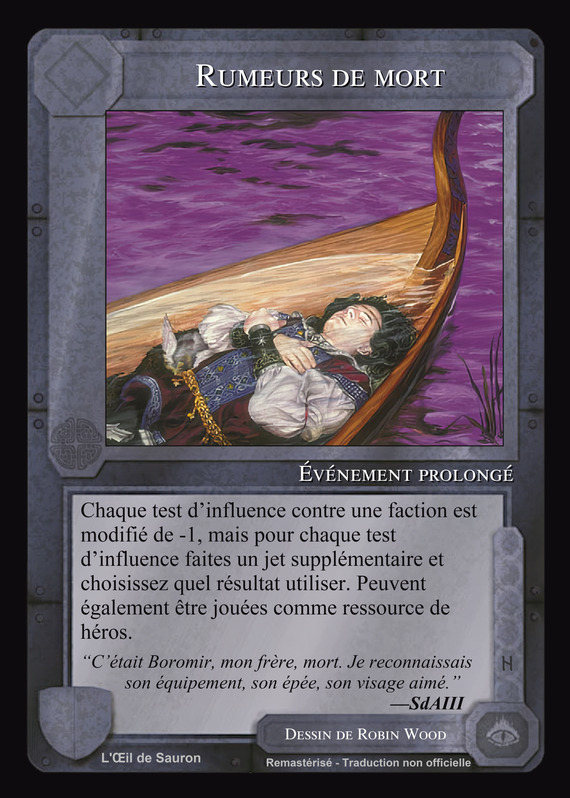 Rumeurs de mort
Événement prolongé
Chaque test d’influence contre une faction est
modifié de -1, mais pour chaque test
d’influence faites un jet supplémentaire et
choisissez quel résultat utiliser. Peuvent
également être jouées comme ressource de
héros.
“C’était Boromir, mon frère, mort. Je reconnaissais
son équipement, son épée, son visage aimé.”
—SdAIII
Dessin de Robin Wood
L'Œil de Sauron
Remastérisé - Traduction non officielle